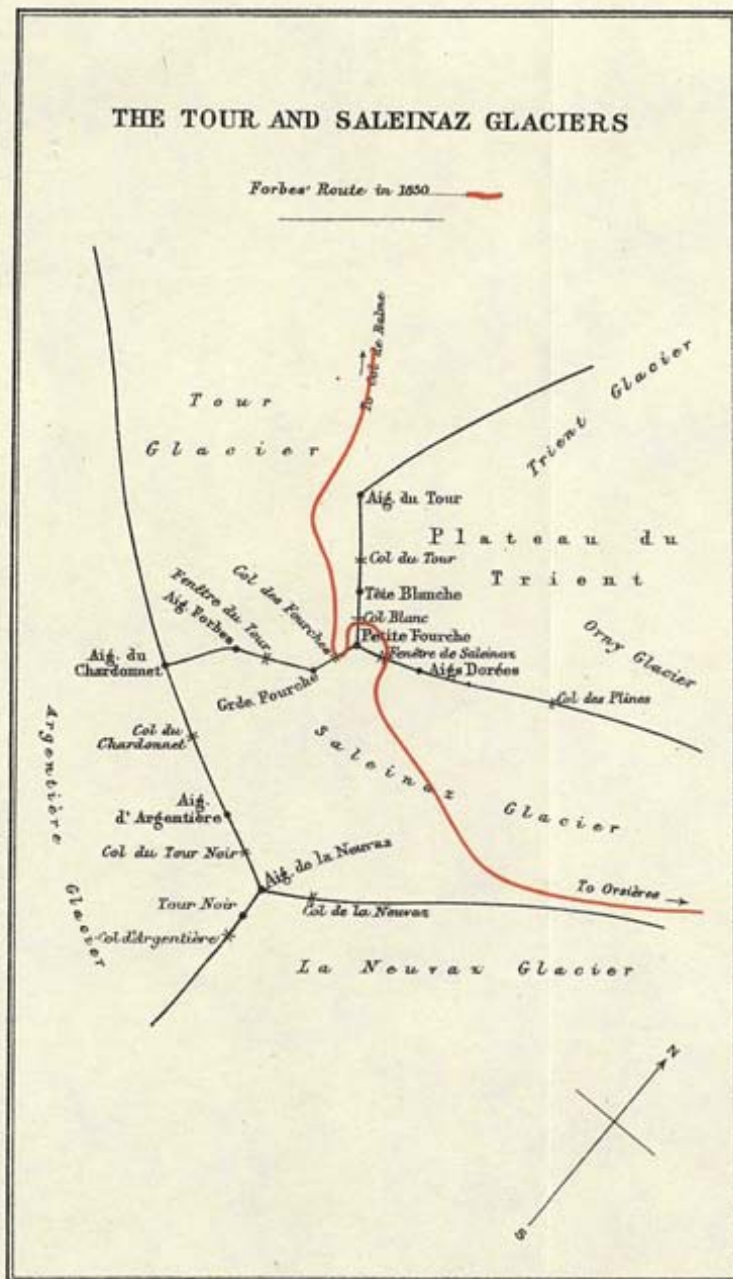 THE TOUR AND SALEINAZ GLACIERS
Forbes' Route in 1850
To Col de Balme
Tour
Glacier
Trient Glacier
Aig. du Tour
Plateau du
Trient
Col du Tour
Tête Blanche
Col Blanc
Petite Fourche
Col des Fourches
Fenêtre du Tour
Aig. Forbes
Aig. du
Chardonnet
Grde. Fourche
Fenêtre de Saleinaz
Aigs Dorées
Orny Glacier
Col des Plines
Col du
Chardonnet
Saleinaz
Glacier
Argentière
Glacier
Aig.
d'Argentière
Col du Tour Noir
Aig. de la Neuvaz
To Orsières
Tour Noir
Col de la Neuvaz
Col d'Argentière
La Neuvaz Glacier
N
S